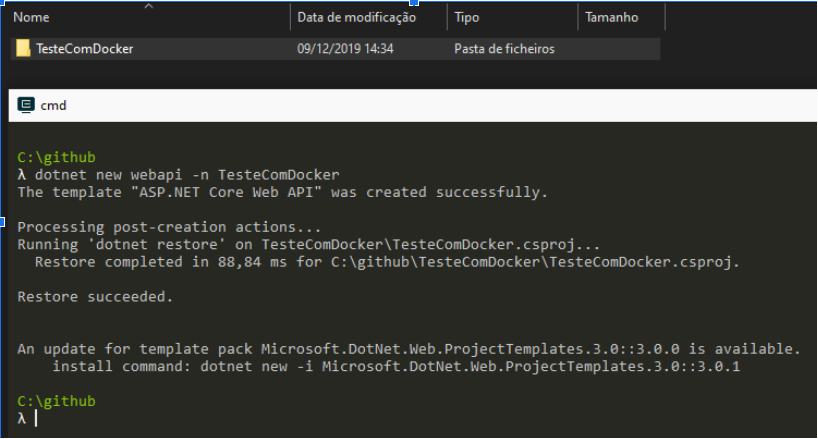 Nome Data de modificação Tipo Tamanho
TesteComDocker 09/12/2019 14:34 Pasta de ficheiros
cmd
C:\github
λ dotnet new webapi -n TesteComDocker
The template "ASP.NET Core Web API" was created successfully.
Processing post-creation actions...
Running 'dotnet restore' on TesteComDocker\TesteComDocker.csproj...
Restore completed in 88,84 ms for C:\github\TesteComDocker\TesteComDocker.csproj.
Restore succeeded.
An update for template pack Microsoft.DotNet.Web.ProjectTemplates.3.0::3.0.0 is available.
install command: dotnet new -i Microsoft.DotNet.Web.ProjectTemplates.3.0::3.0.1
C:\github
λ